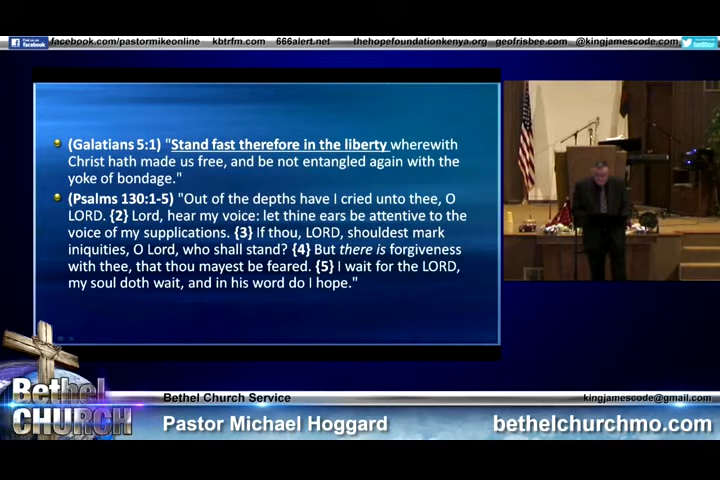 Find us on facebook
facebook.com/pastormikeonline kbtrfm.com 666alert.net thehopefoundationkenya.org geofrisbee.com @kingjamescode.com
(Galatians 5:1) "Stand fast therefore in the liberty wherewith
Christ hath made us free, and be not entangled again with the
yoke of bondage."
(Psalms 130:1-5) "Out of the depths have I cried unto thee, O
LORD. {2} Lord, hear my voice: let thine ears be attentive to the
voice of my supplications. {3} If thou, LORD, shouldest mark
iniquities, O Lord, who shall stand? {4} But there is forgiveness
with thee, that thou mayest be feared. {5} I wait for the LORD,
my soul doth wait, and in his word do I hope."
Bethel
CHURCH
Bethel Church Service kingjamescode@gmail.com
Pastor Michael Hoggard bethelchurchmo.com